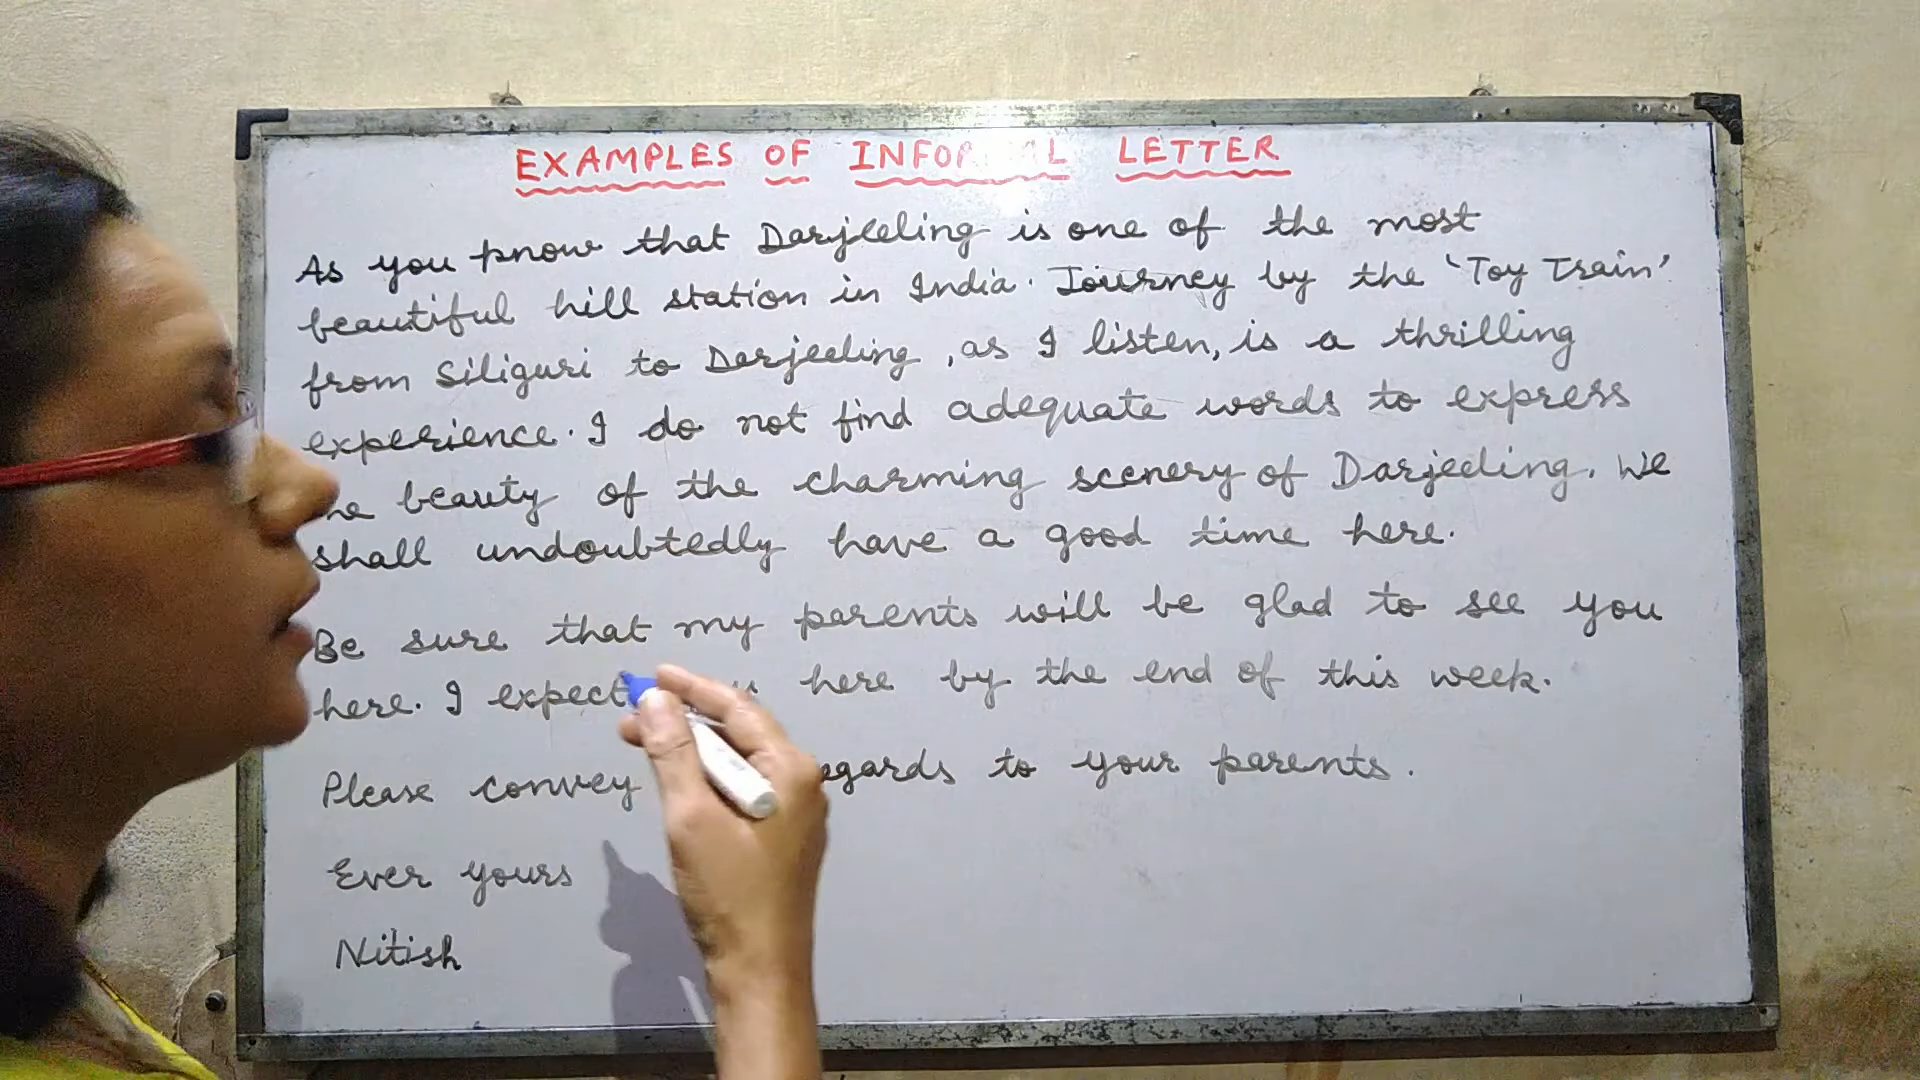 EXAMPLES OF INFORMAL LETTER
As you know that Darjeeling is one of the most
beautiful hill station in India. Journey by the 'Toy Train'
from Siliguri to Darjeeling, as I listen, is a thrilling
experience. I do not find adequate words to express
beauty of the charming scenery of Darjeeling. We
shall undoubtedly have a good time here.
Be sure that my parents will be glad to see you
here. I expect here by the end of this week.
Please convey to your parents.
Ever yours
Nitish